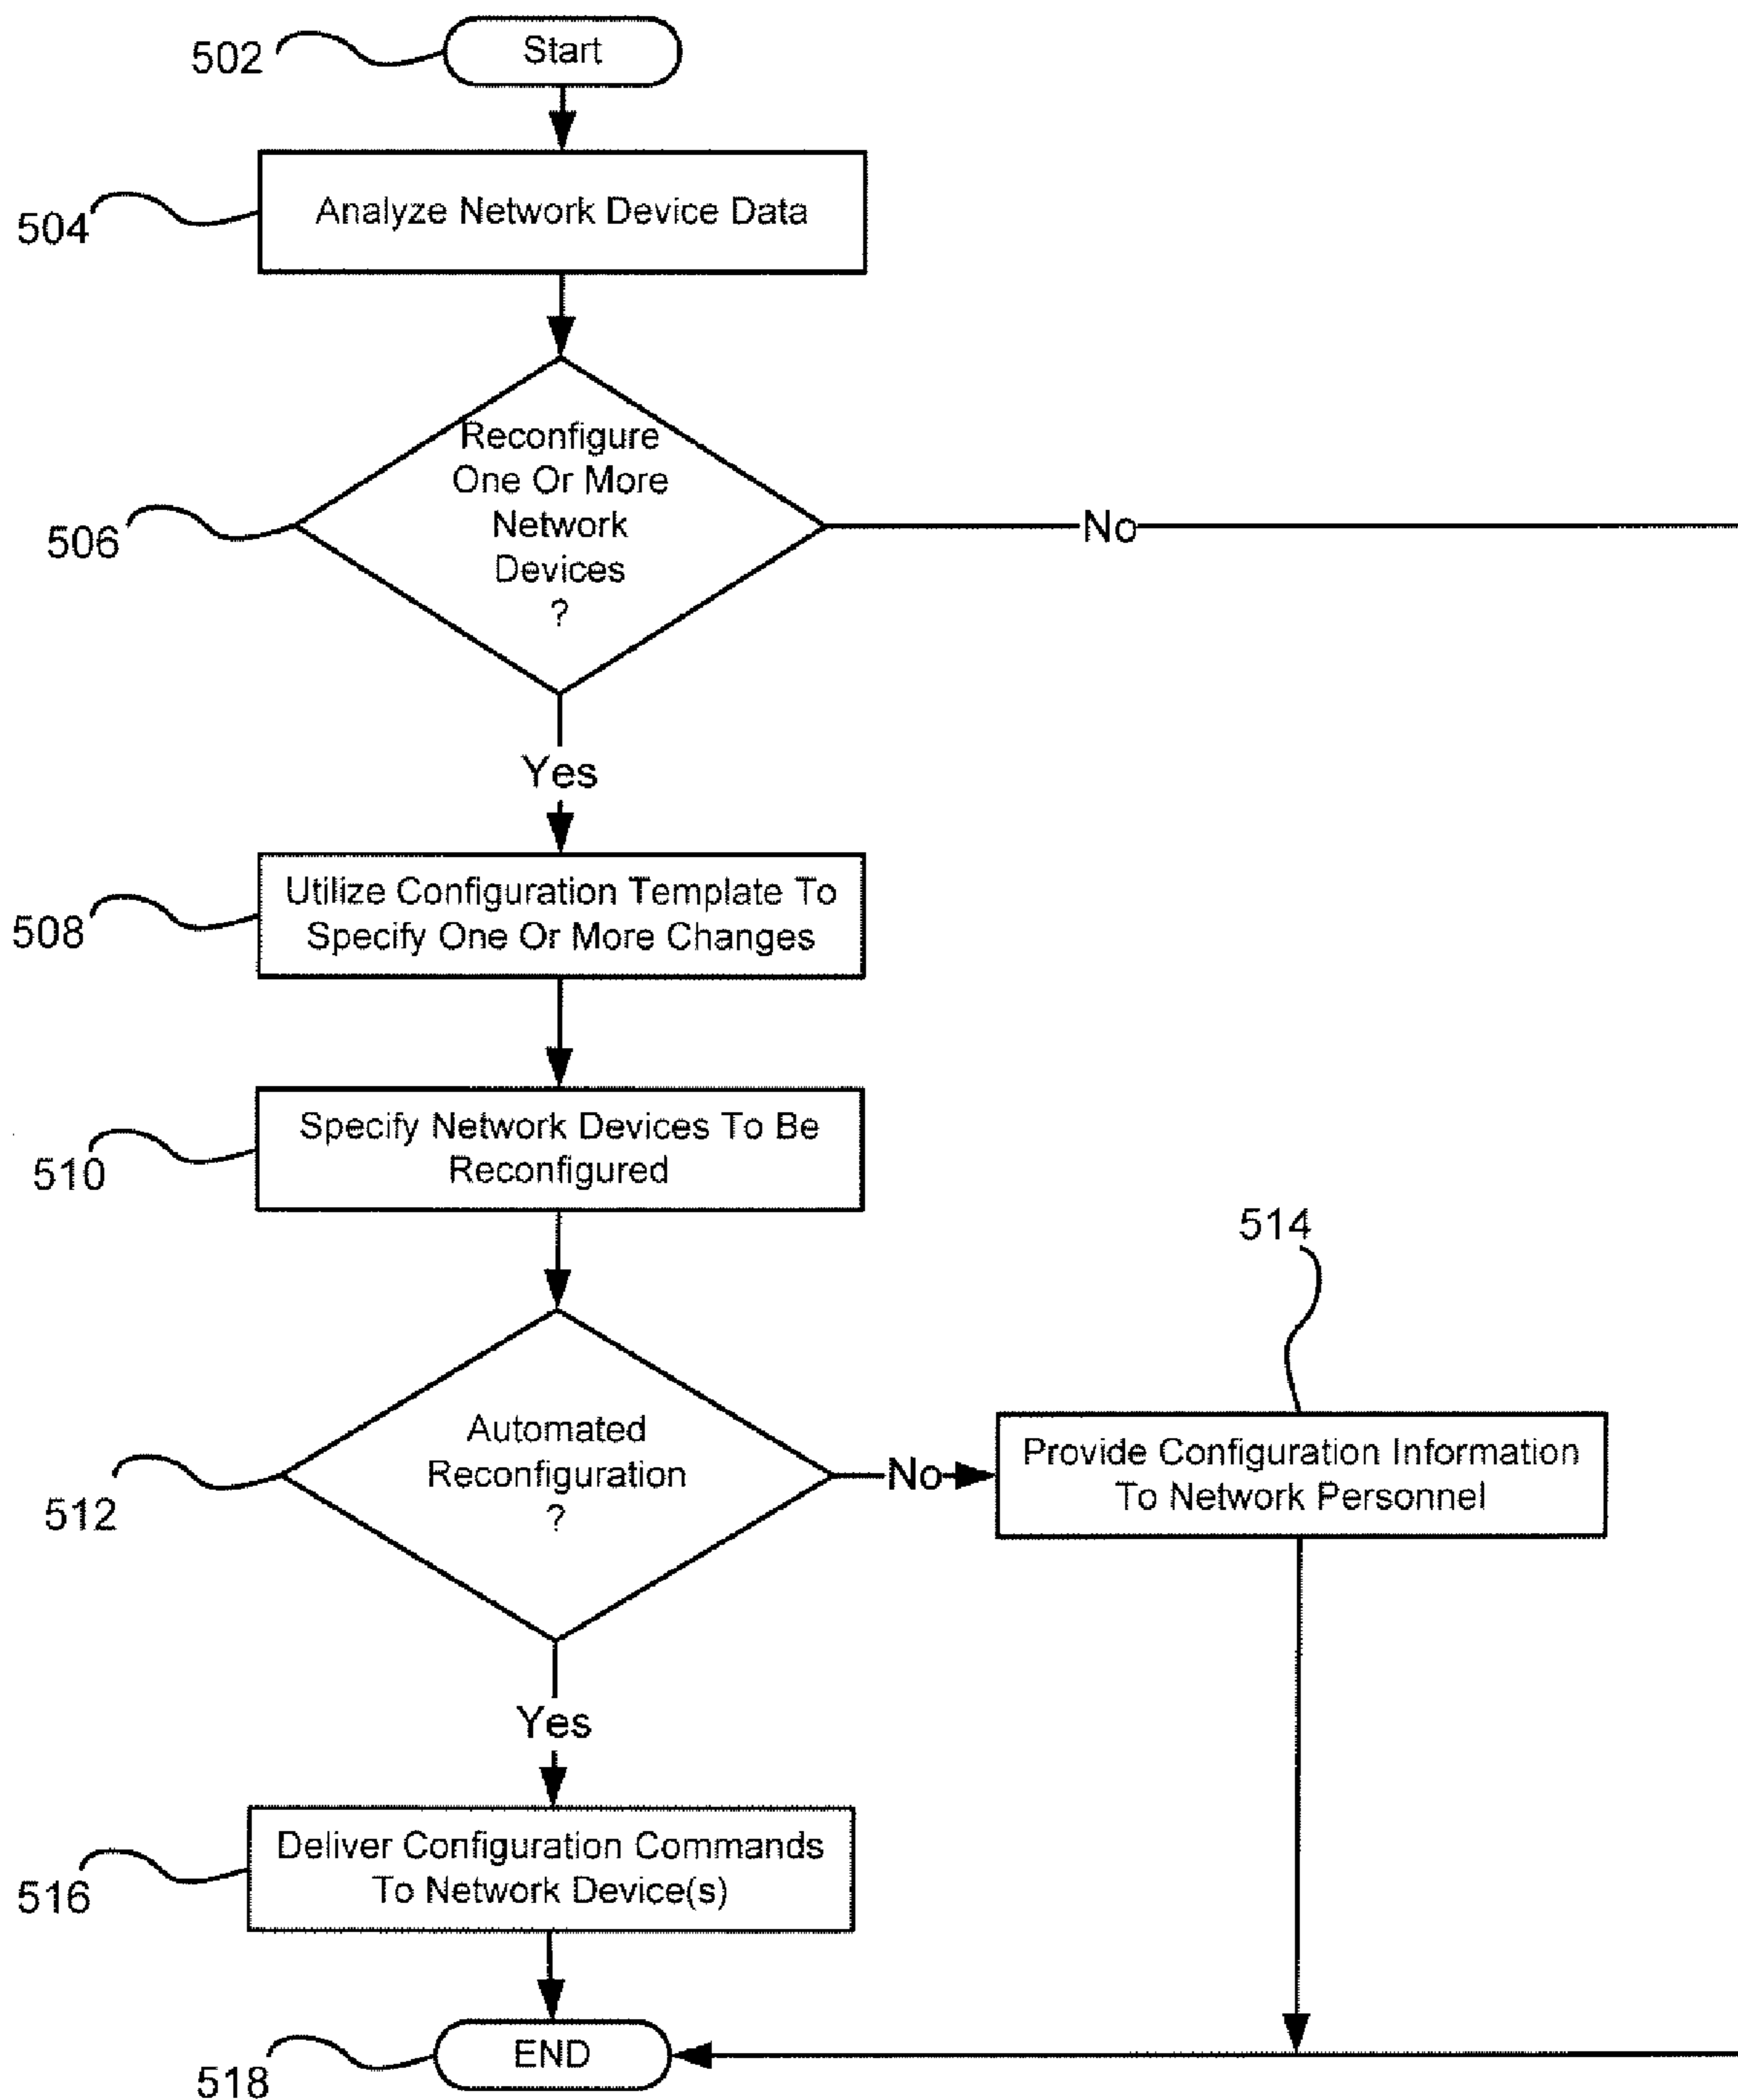 502
Start
504
Analyze Network Device Data
506
Reconfigure
One Or More
Network
Devices
?
No
Yes
508
Utilize Configuration Template To
Specify One Or More Changes
510
Specify Network Devices To Be
Reconfigured
514
512
Automated
Reconfiguration
?
No
Provide Configuration Information
To Network Personnel
Yes
516
Deliver Configuration Commands
To Network Device(s)
518
END